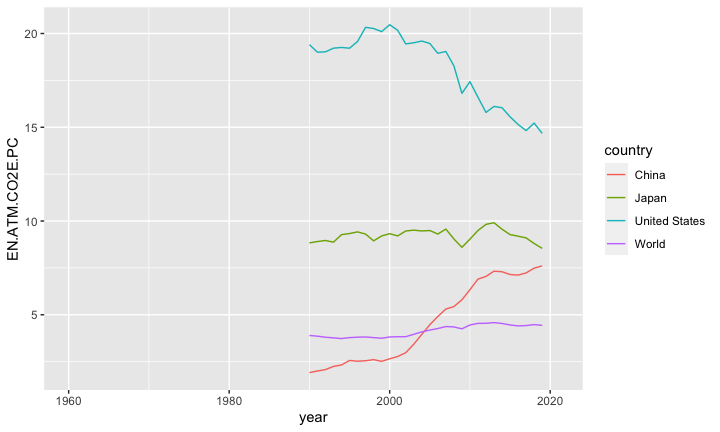 20
15
10
5
EN.ATM.CO2E.PC
1960
1980
2000
2020
year
country
China
Japan
United States
World